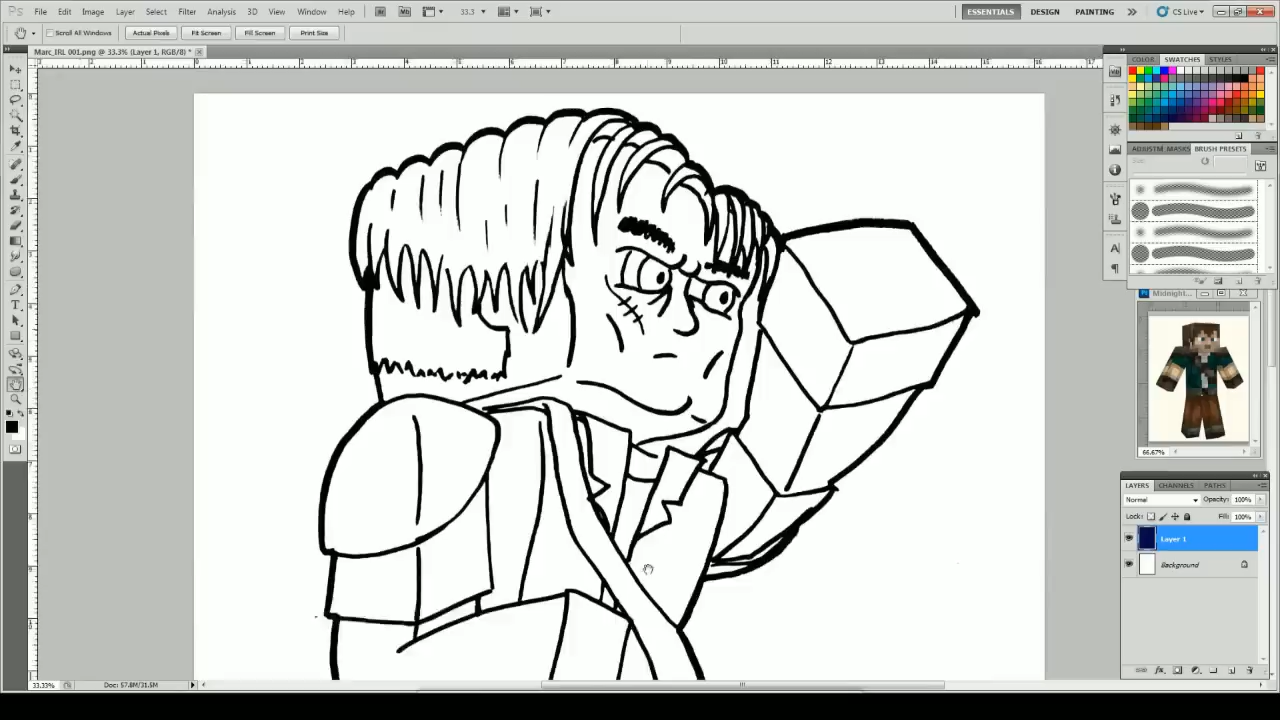 Ps File Edit Image Layer Select Filter Analysis 3D View Window Help Br Mb 33.3 ESSENTIALS DESIGN PAINTING CS Live
Scroll All Windows Actual Pixels Fit Screen Fill Screen Print Size
Marc_IRL 001.png @ 33.3% (Layer 1, RGB/8) *
COLOR SWATCHES STYLES
ADJUSTM MASKS BRUSH PRESETS
Midnight...
66.67%
LAYERS CHANNELS PATHS
Normal Opacity: 100%
Lock: Fill: 100%
Layer 1
Background
33.33% Doc: 57.8M/31.5M